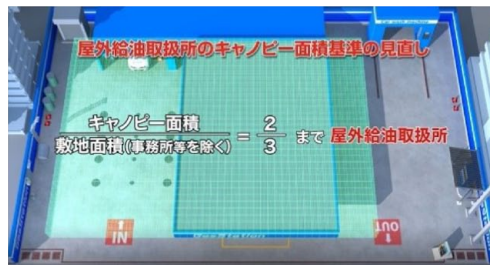 屋外給油取扱所のキャノピー面積基準の見直し
キャノピー面積
敷地面積(事務所等を除く)
=
2
3
まで
屋外給油取扱所
IN
OUT